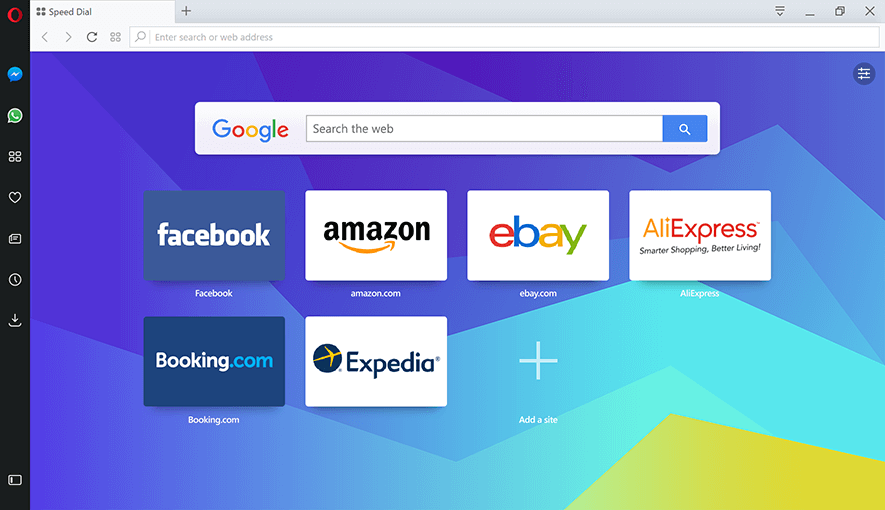 Speed Dial
Enter search or web address
Google
Search the web
facebook
amazon
ebay
AliExpress™
Smarter Shopping, Better Living!
Facebook
amazon.com
ebay.com
AliExpress
Booking.com
Expedia®
Booking.com
Add a site